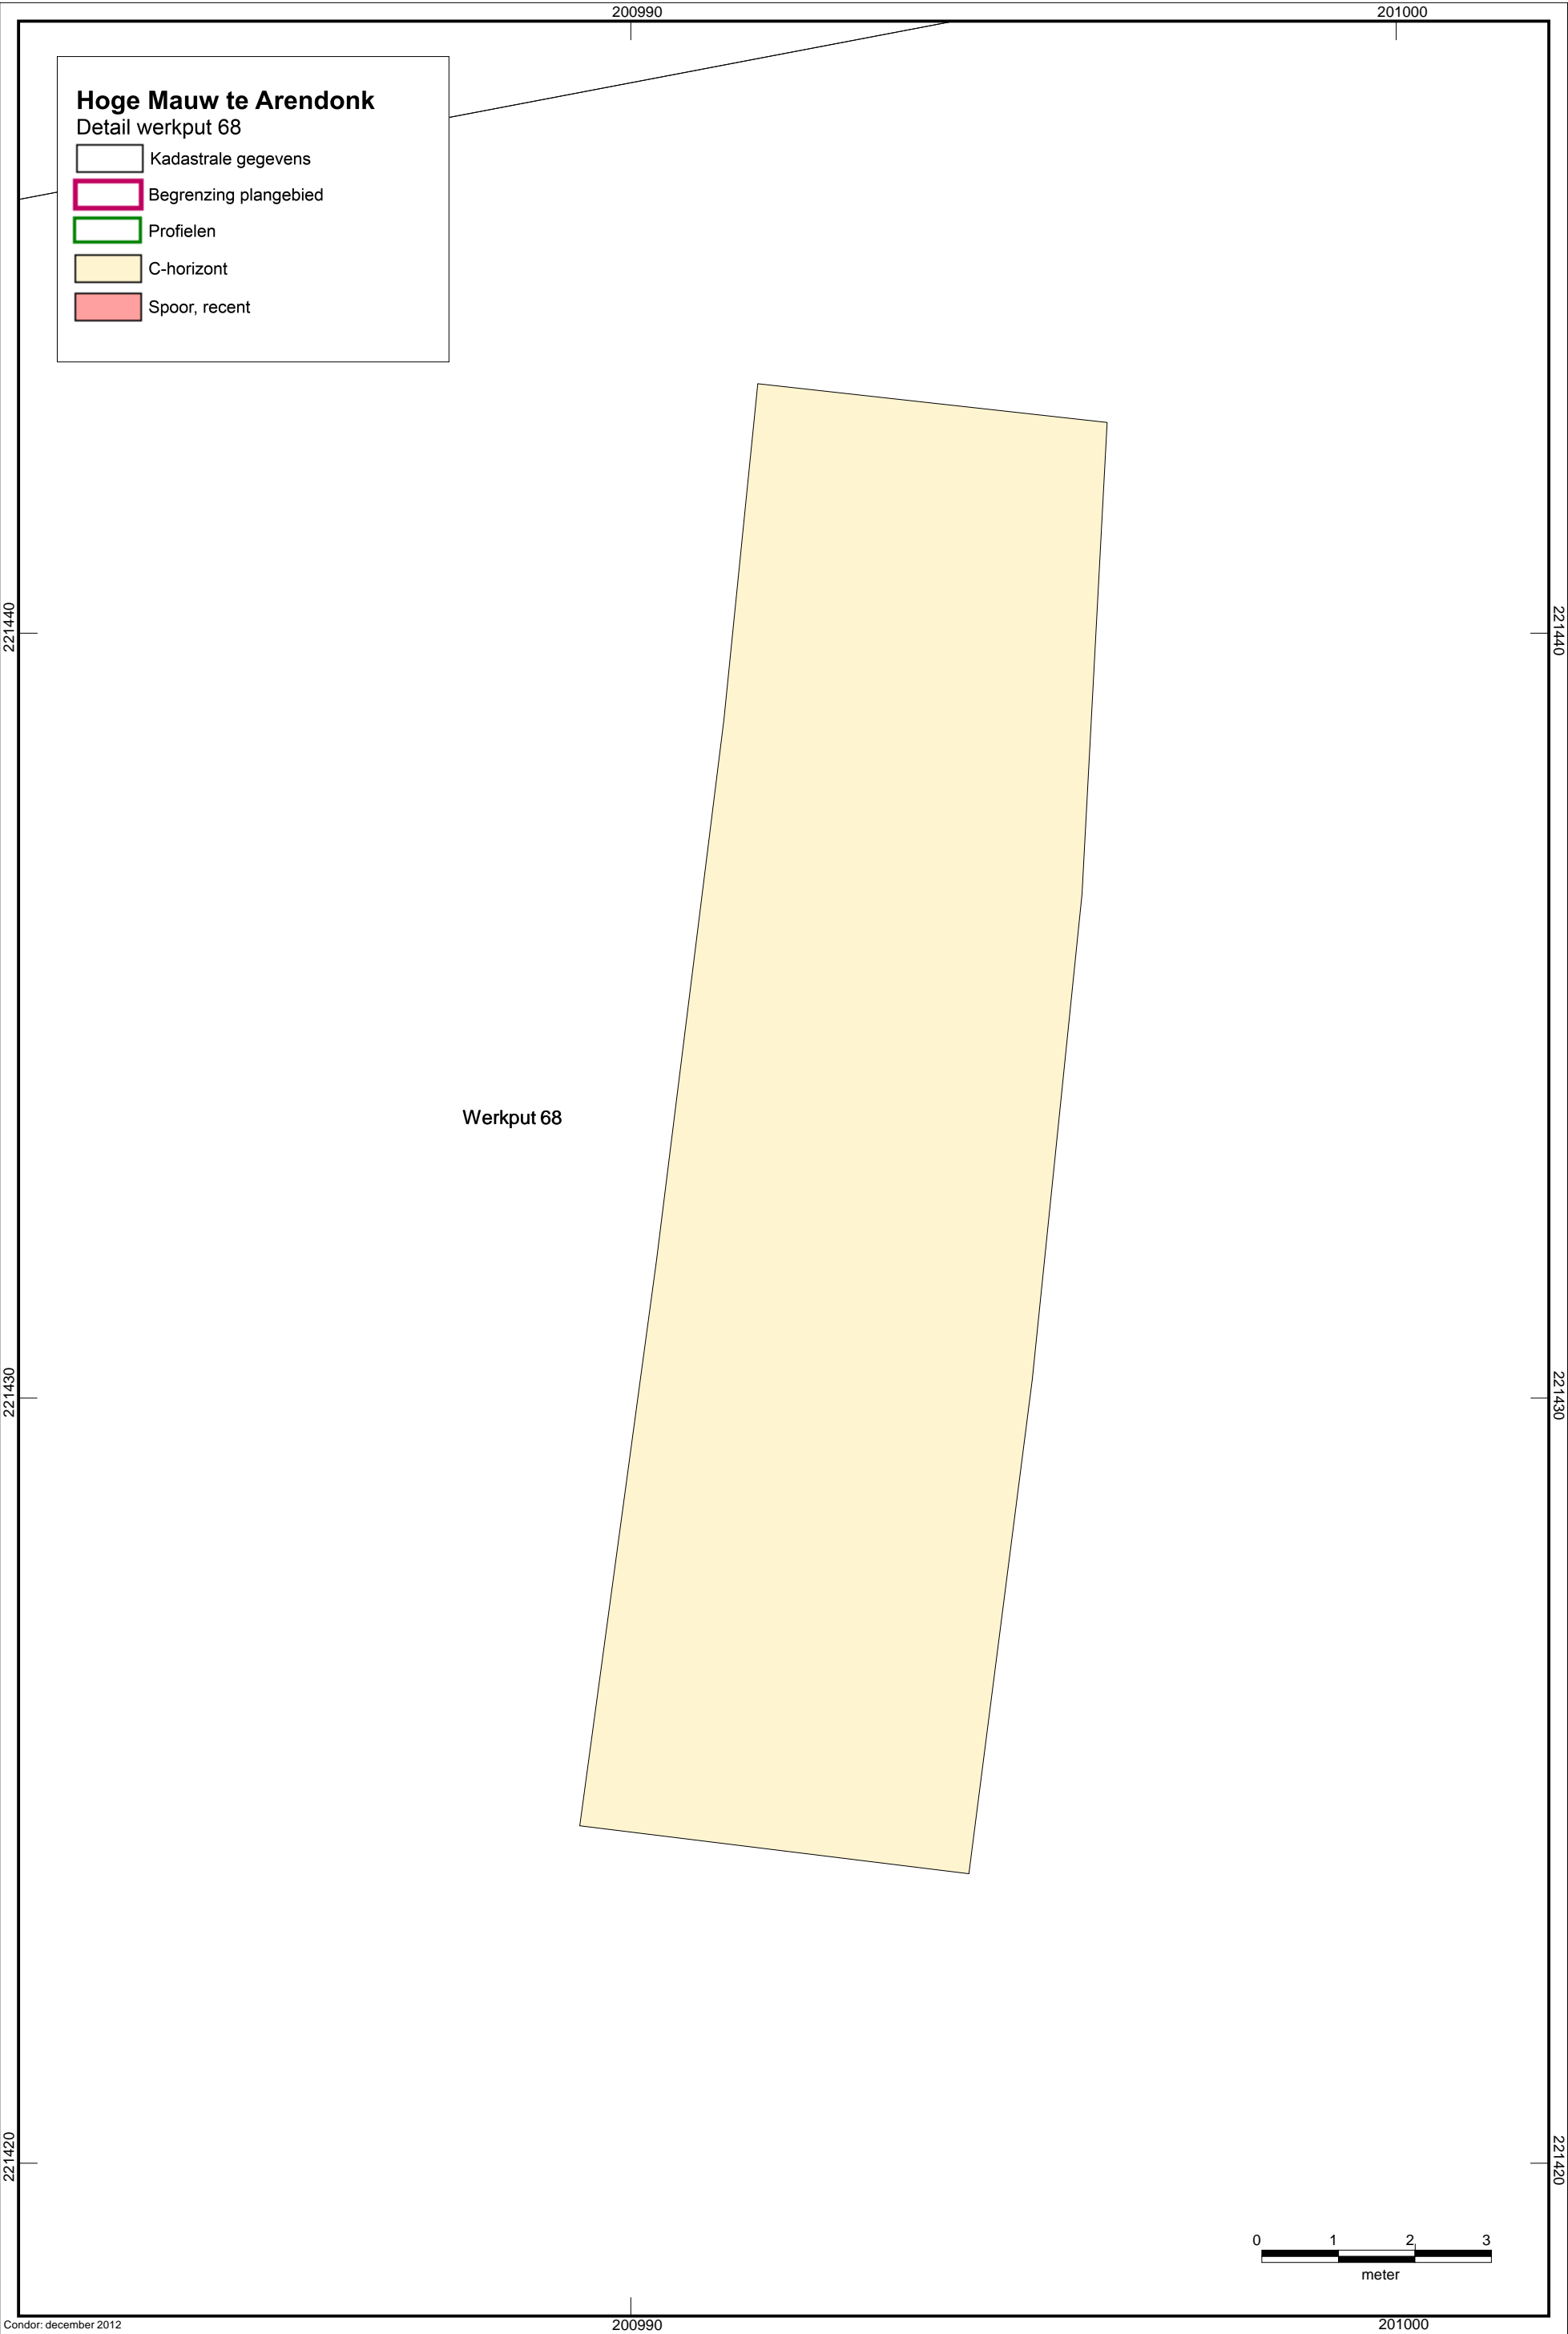 200990
201000
Hoge Mauw te Arendonk
Detail werkput 68
Kadastrale gegevens
Begrenzing plangebied
Profielen
C-horizont
Spoor, recent
221440
221440
Werkput 68
221430
221430
221420
221420
0 1 2 3
meter
Condor: december 2012
200990
201000